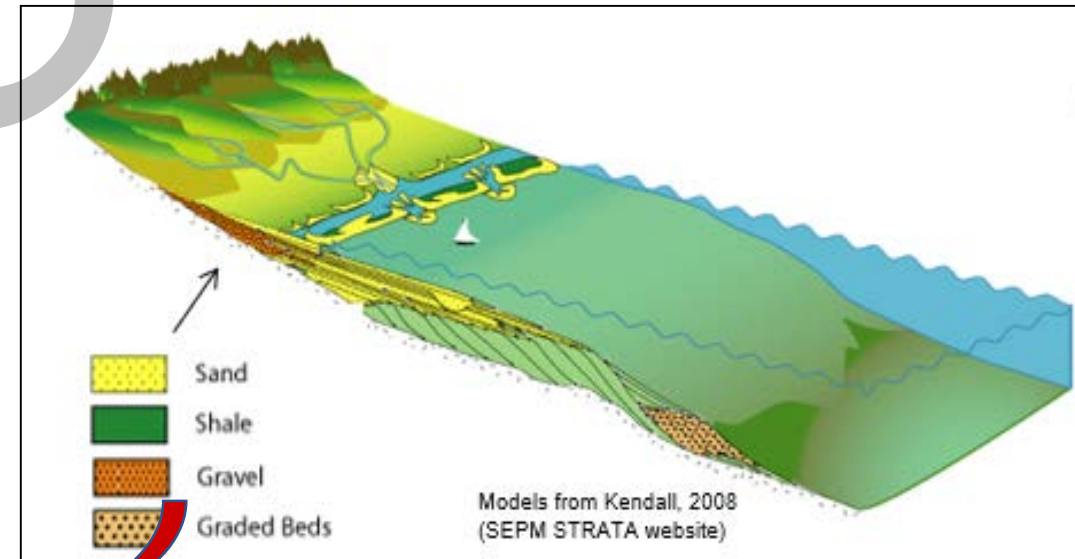 Sand
Shale
Gravel
Graded Beds
Models from Kendall, 2008
(SEPM STRATA website)